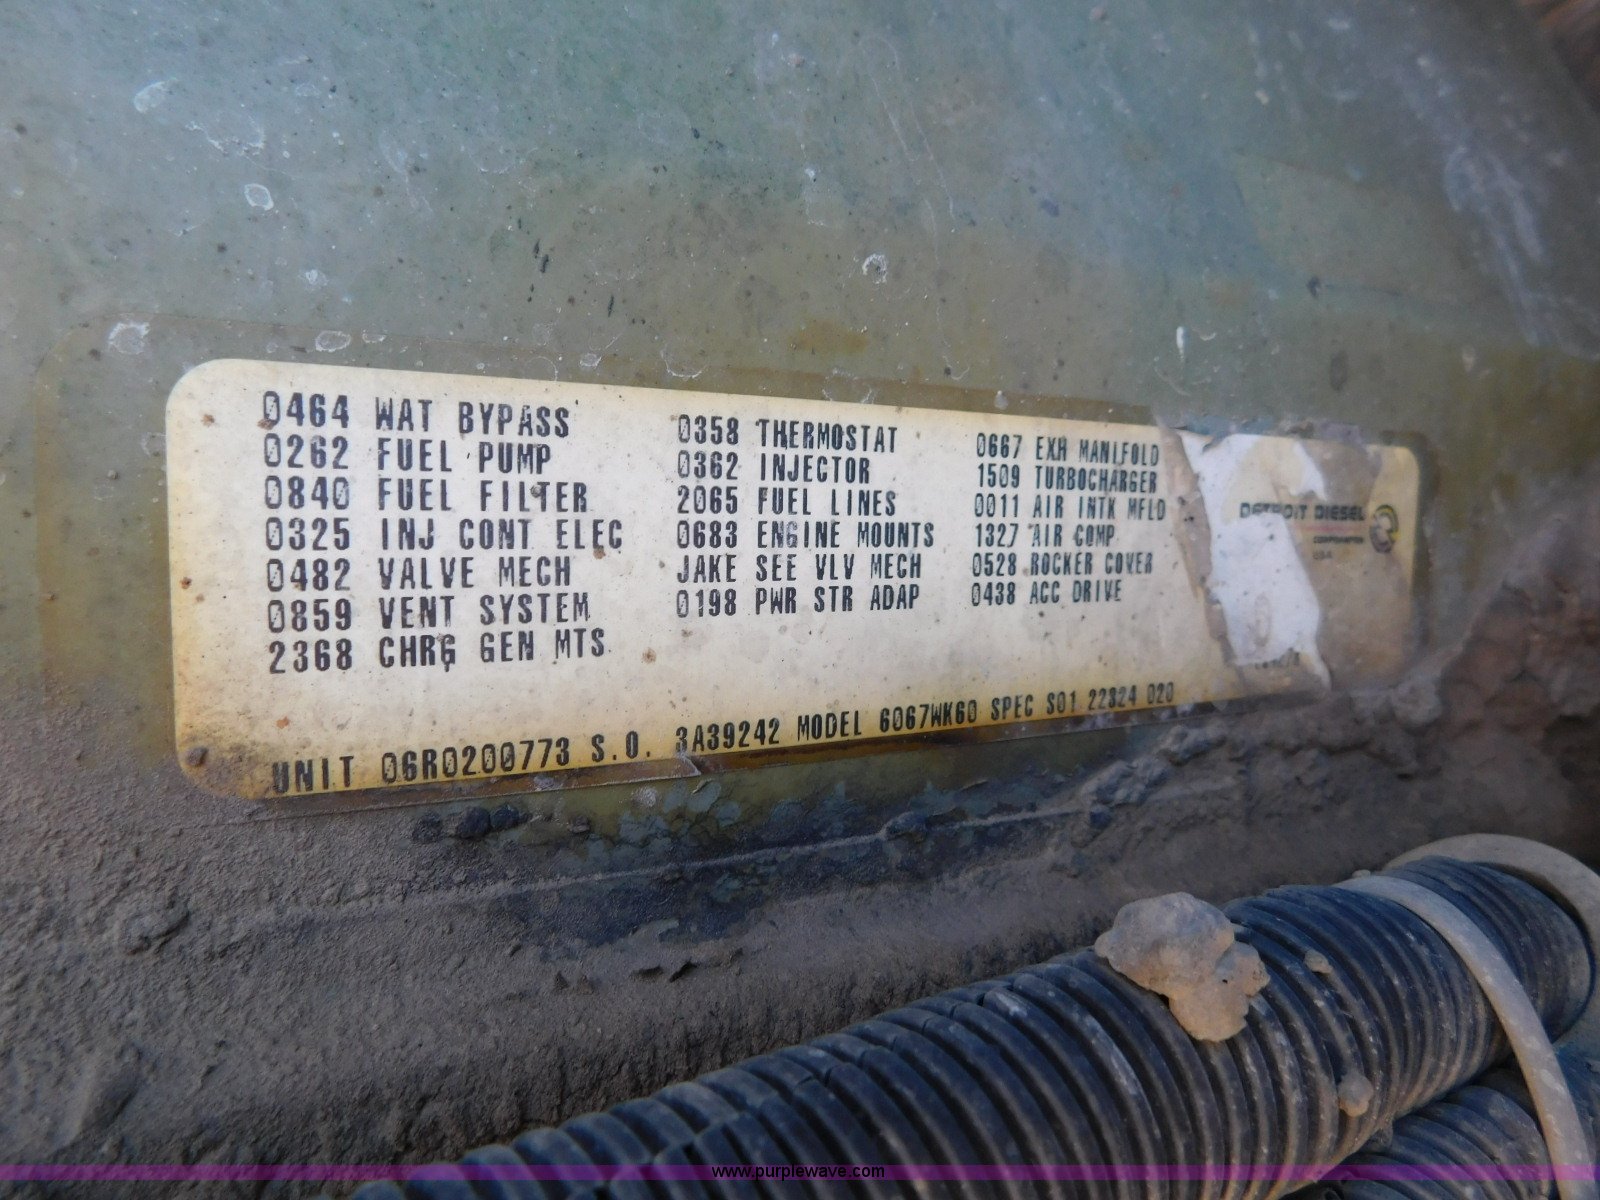 0464 WAT BYPASS
0262 FUEL PUMP
0840 FUEL FILTER
0325 INJ CONT ELEC
0482 VALVE MECH
0859 VENT SYSTEM
2368 CHRG GEN MTS
0358 THERMOSTAT
0362 INJECTOR
2065 FUEL LINES
0683 ENGINE MOUNTS
JAKE SEE VLV MECH
0198 PWR STR ADAP
0667 EXH MANIFOLD
1509 TURBOCHARGER
0011 AIR INTK MFLD
1327 AIR COMP
0528 ROCKER COVER
0438 ACC DRIVE
DETROIT DIESEL
CORPORATION
USA
UNIT 06R0200773 S.O. 3A39242 MODEL 6067WK60 SPEC S01 22824 020
www.purplewave.com